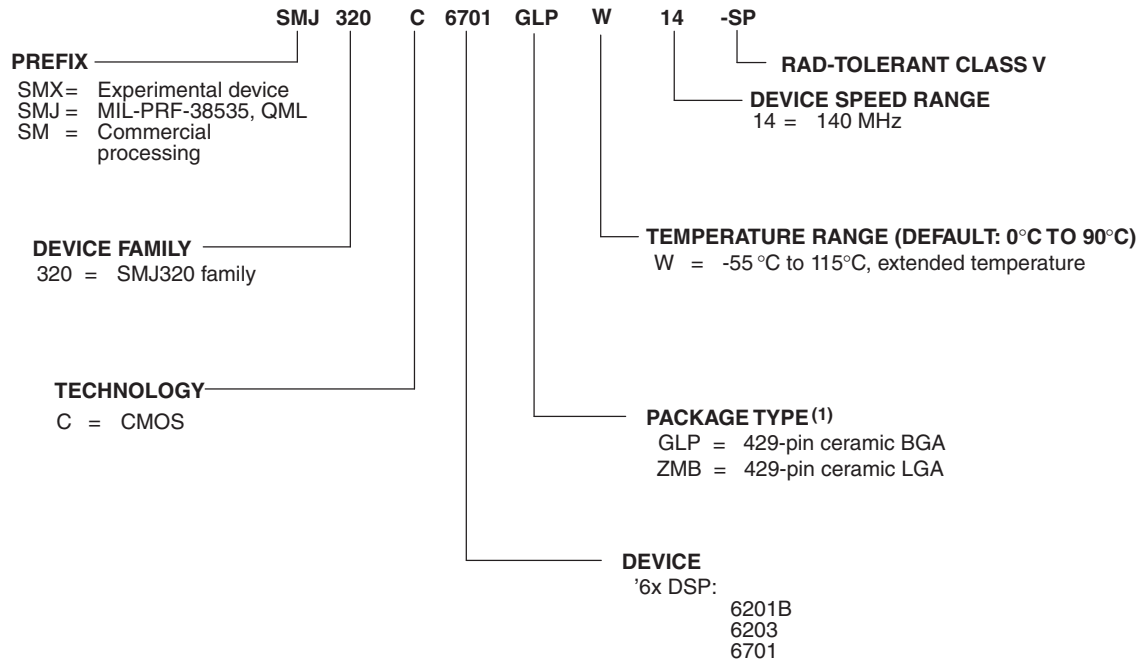 SMJ 320 C 6701 GLP W 14 -SP
PREFIX
SMX= Experimental device
SMJ = MIL-PRF-38535, QML
SM = Commercial
processing
RAD-TOLERANT CLASS V
DEVICE SPEED RANGE
14 = 140 MHz
DEVICE FAMILY
320 = SMJ320 family
TEMPERATURE RANGE (DEFAULT: 0°C TO 90°C)
W = -55 °C to 115°C, extended temperature
TECHNOLOGY
C = CMOS
PACKAGE TYPE(1)
GLP = 429-pin ceramic BGA
ZMB = 429-pin ceramic LGA
DEVICE
'6x DSP:
6201B
6203
6701